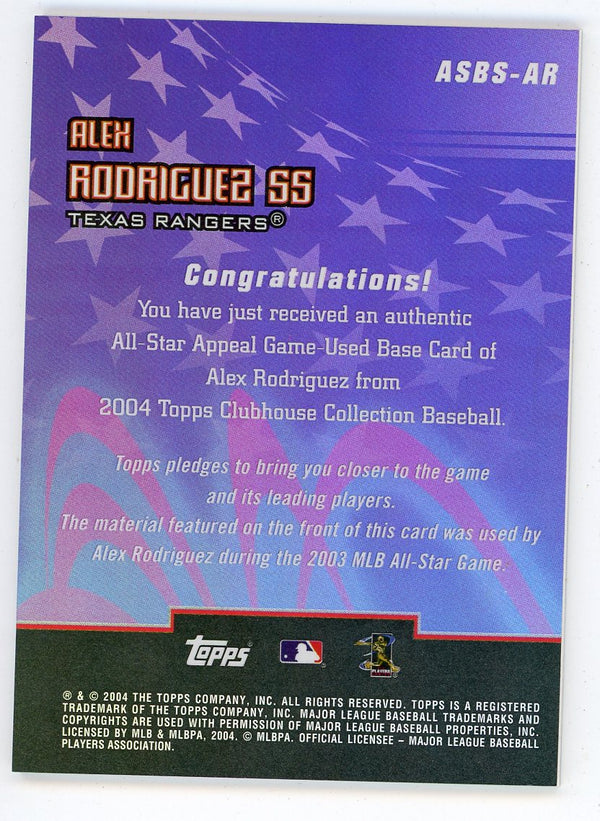 ASBS-AR
ALEX
RODRIGUEZ SS
TEXAS RANGERS®
Congratulations!
You have just received an authentic
All-Star Appeal Game-Used Base Card of
Alex Rodriguez from
2004 Topps Clubhouse Collection Baseball.
Topps pledges to bring you closer to the game
and its leading players.
The material featured on the front of this card was used by
Alex Rodriguez during the 2003 MLB All-Star Game.
Topps
PLAYERS
® & © 2004 THE TOPPS COMPANY, INC. ALL RIGHTS RESERVED. TOPPS IS A REGISTERED
TRADEMARK OF THE TOPPS COMPANY, INC. MAJOR LEAGUE BASEBALL TRADEMARKS AND
COPYRIGHTS ARE USED WITH PERMISSION OF MAJOR LEAGUE BASEBALL PROPERTIES, INC.
LICENSED BY MLB & MLBPA, 2004. © MLBPA. OFFICIAL LICENSEE – MAJOR LEAGUE BASEBALL
PLAYERS ASSOCIATION.